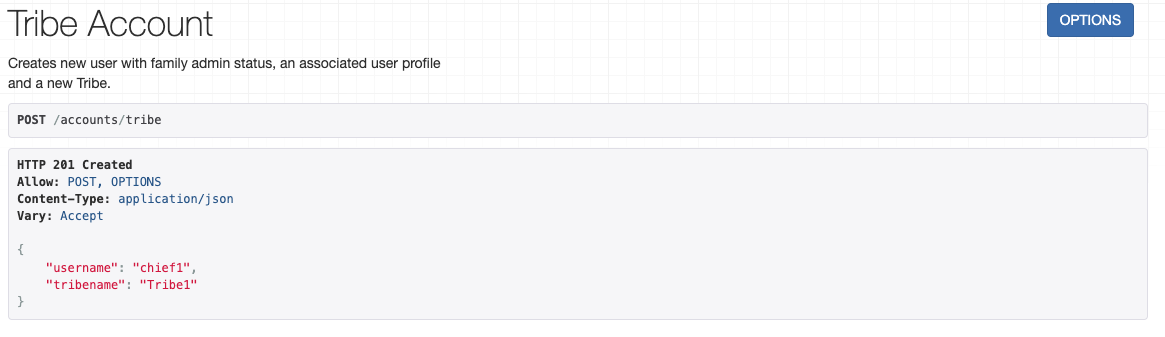 Tribe Account
OPTIONS
Creates new user with family admin status, an associated user profile
and a new Tribe.
POST /accounts/tribe
HTTP 201 Created
Allow: POST, OPTIONS
Content-Type: application/json
Vary: Accept
{
    "username": "chief1",
    "tribename": "Tribe1"
}